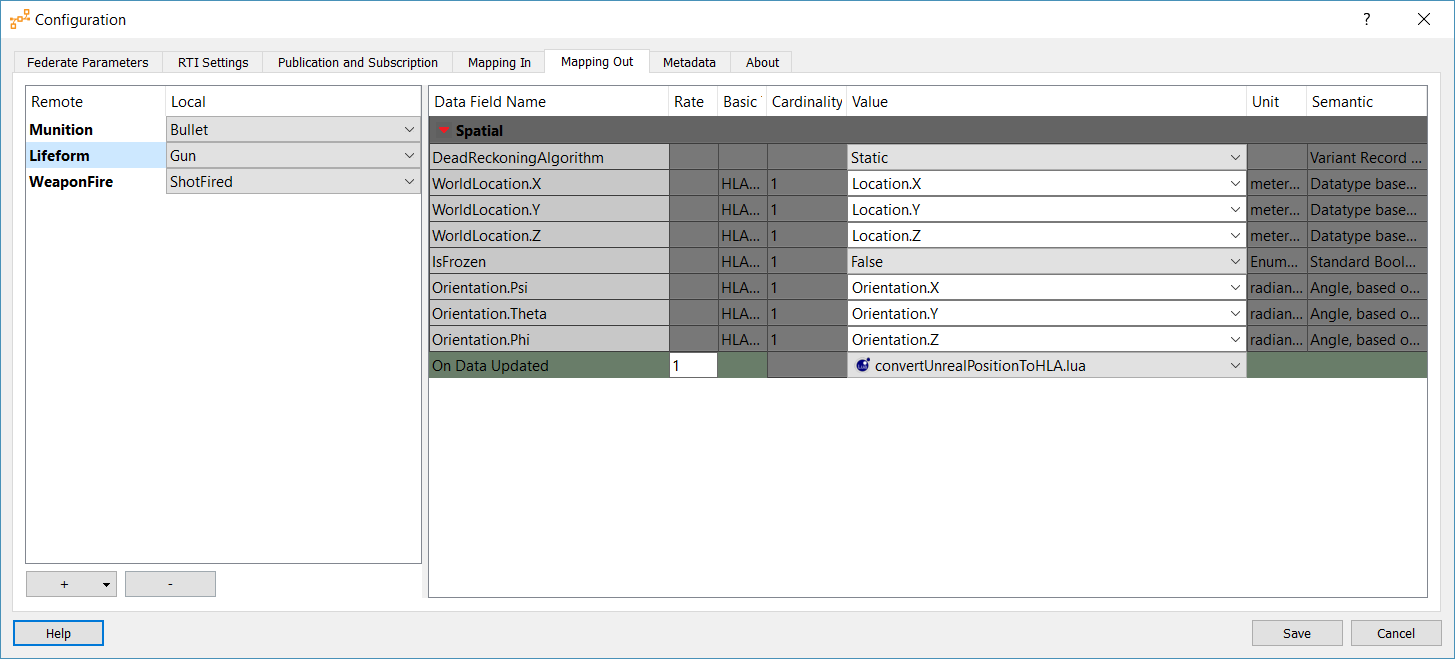 Configuration
?
Federate Parameters RTI Settings Publication and Subscription Mapping In Mapping Out Metadata About
Remote Local
Munition Bullet
Lifeform Gun
WeaponFire ShotFired
+ -
Data Field Name Rate Basic Cardinality Value Unit Semantic
Spatial
DeadReckoningAlgorithm Static Variant Record ...
WorldLocation.X HLA... 1 Location.X meter... Datatype base...
WorldLocation.Y HLA... 1 Location.Y meter... Datatype base...
WorldLocation.Z HLA... 1 Location.Z meter... Datatype base...
IsFrozen HLA... 1 False Enum... Standard Bool...
Orientation.Psi HLA... 1 Orientation.X radian... Angle, based o...
Orientation.Theta HLA... 1 Orientation.Y radian... Angle, based o...
Orientation.Phi HLA... 1 Orientation.Z radian... Angle, based o...
On Data Updated 1 convertUnrealPositionToHLA.lua
Help Save Cancel